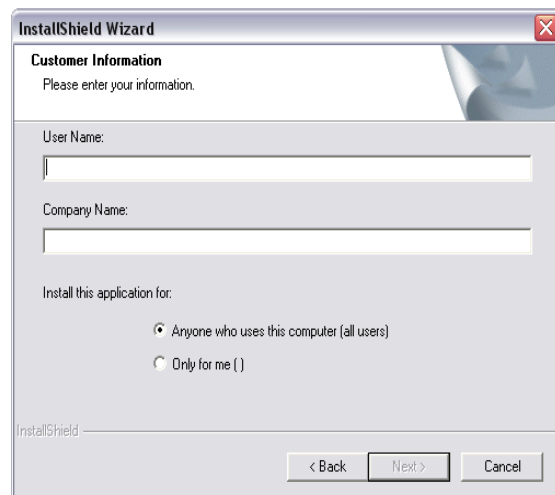 InstallShield Wizard
Customer Information
Please enter your information.
User Name:
Company Name:
Install this application for:
Anyone who uses this computer (all users)
Only for me ( )
InstallShield
< Back Next > Cancel